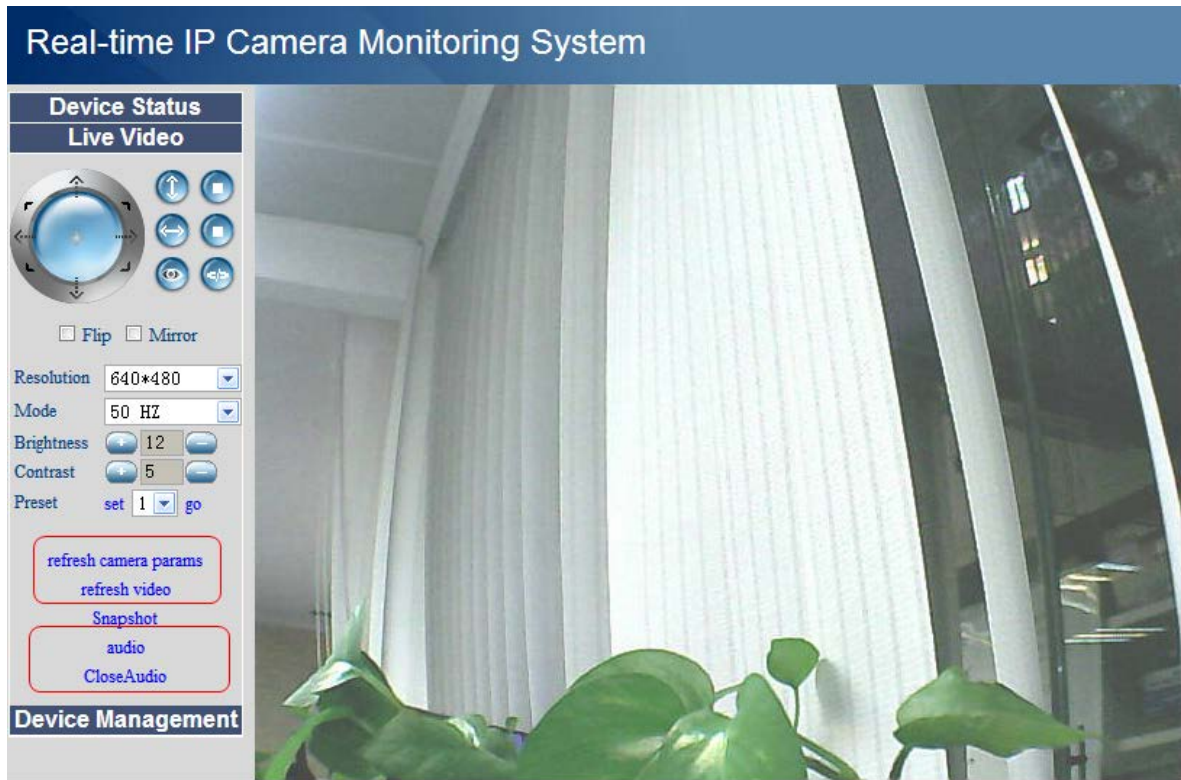 Real-time IP Camera Monitoring System
Device Status
Live Video
Flip Mirror
Resolution 640*480
Mode 50 HZ
Brightness + 12 −
Contrast + 5 −
Preset set 1 go
refresh camera params
refresh video
Snapshot
audio
CloseAudio
Device Management